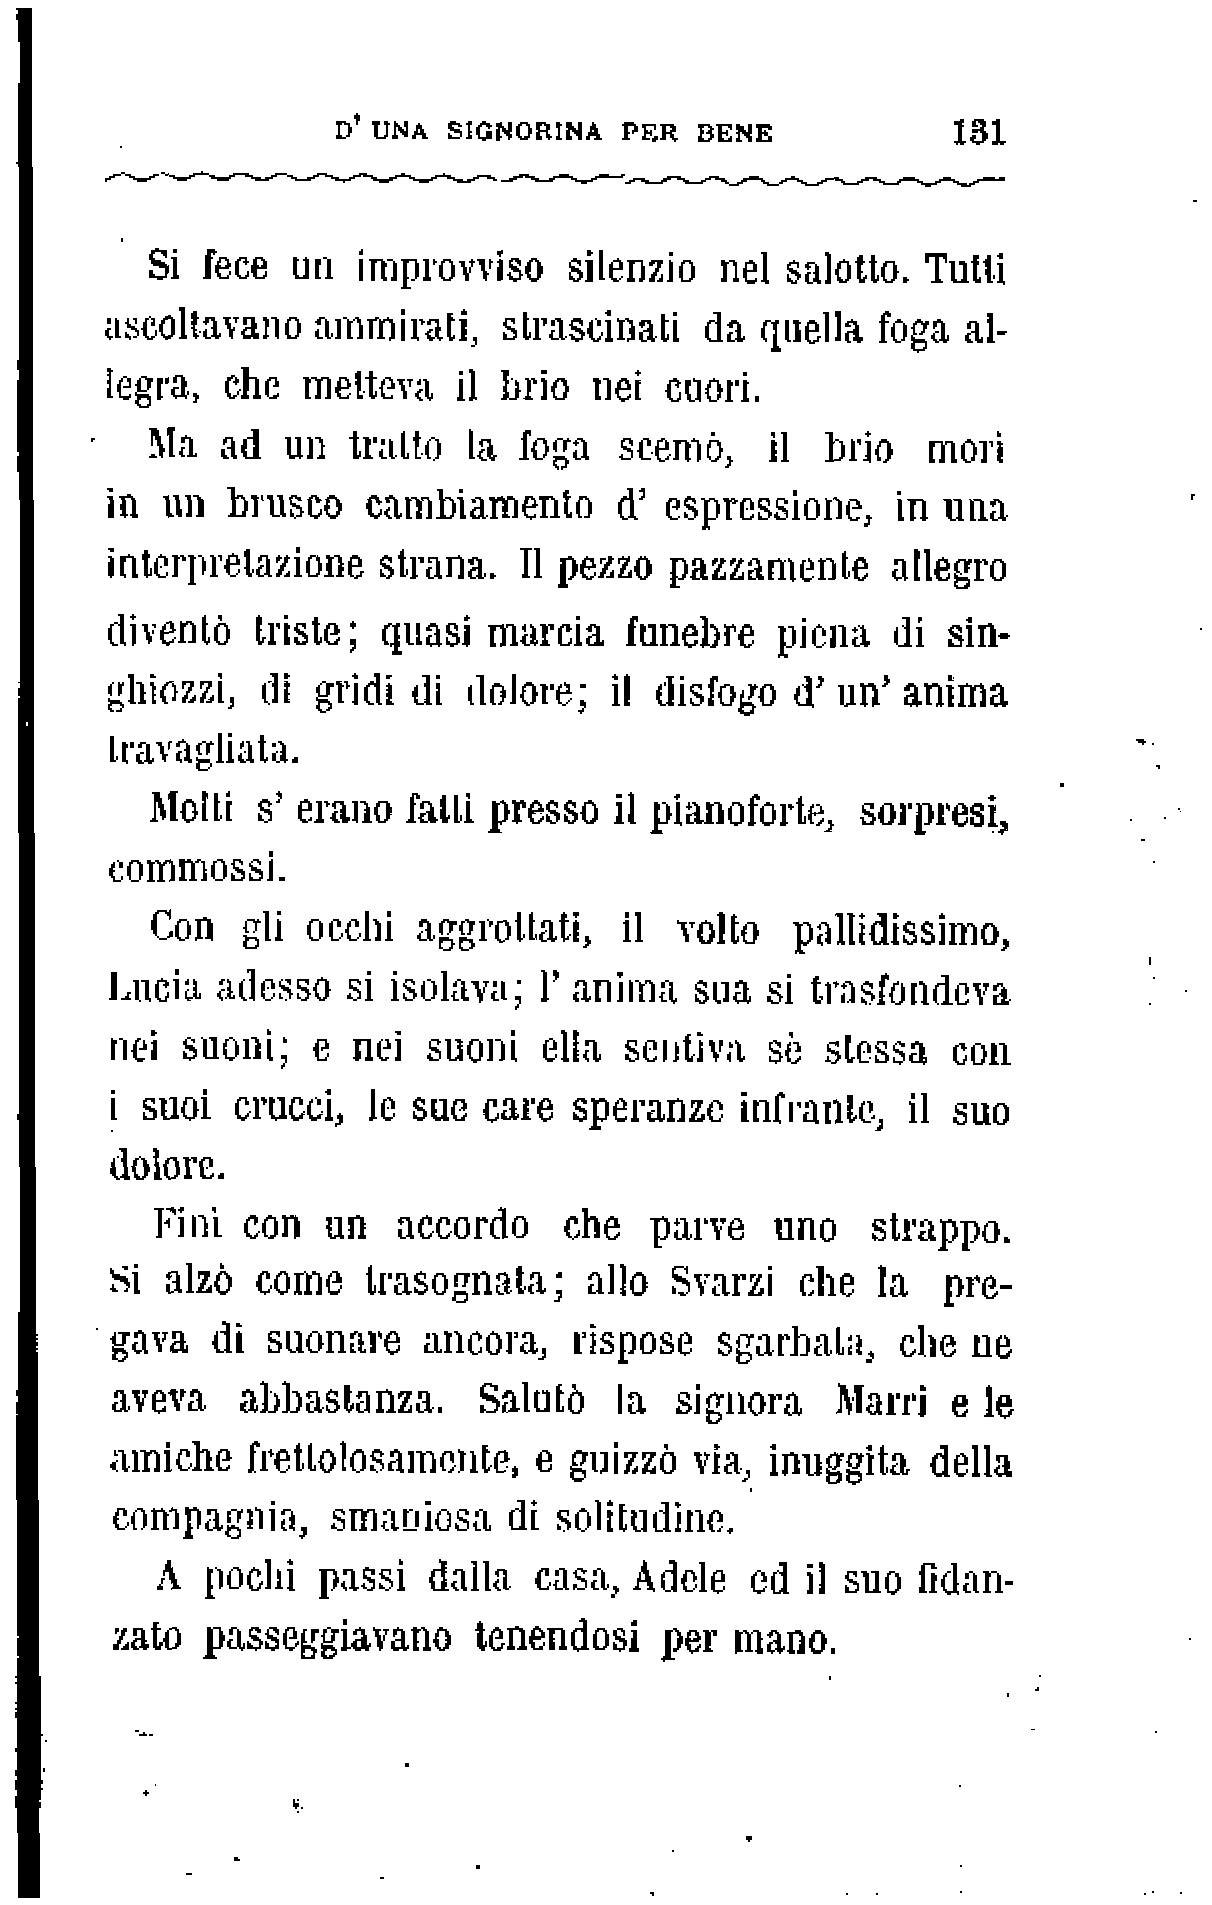 D' UNA SIGNORINA PER BENE 131
Si fece un improvviso silenzio nel salotto. Tutti
ascoltavano ammirati, strascinati da quella foga al-
legra, che metteva il brio nei cuori.
Ma ad un tratto la foga scemò, il brio morì
in un brusco cambiamento d' espressione, in una
interpretazione strana. Il pezzo pazzamente allegro
diventò triste; quasi marcia funebre piena di sin-
ghiozzi, di gridi di dolore; il disfogo d' un' anima
travagliata.
Molti s' erano fatti presso il pianoforte, sorpresi,
commossi.
Con gli occhi aggrottati, il volto pallidissimo,
Lucia adesso si isolava; l' anima sua si trasfondeva
nei suoni; e nei suoni ella sentiva sè stessa con
i suoi crucci, le sue care speranze infrante, il suo
dolore.
Finì con un accordo che parve uno strappo.
Si alzò come trasognata; allo Svarzi che la pre-
gava di suonare ancora, rispose sgarbata, che ne
aveva abbastanza. Salutò la signora Marri e le
amiche frettolosamente, e guizzò via, inuggita della
compagnia, smaniosa di solitudine.
A pochi passi dalla casa, Adele ed il suo fidan-
zato passeggiavano tenendosi per mano.